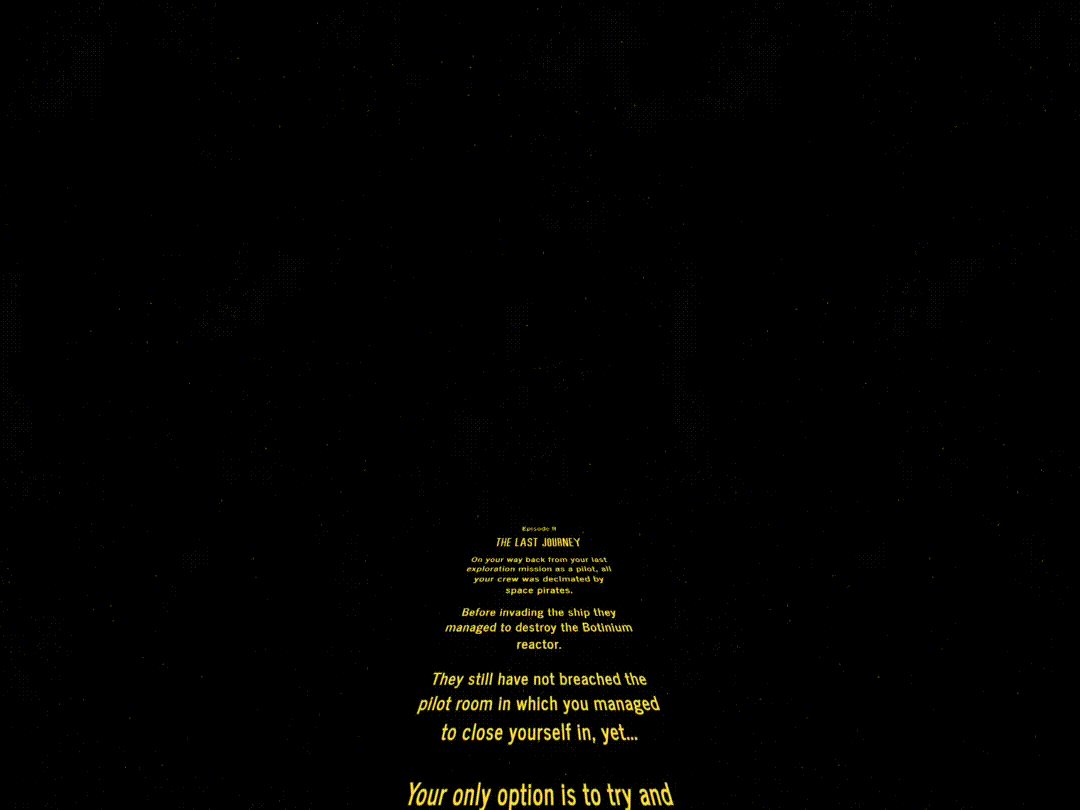 Episode II
THE LAST JOURNEY
On your way back from your last
exploration mission as a pilot, all
your crew was decimated by
space pirates.
Before invading the ship they
managed to destroy the Botinium
reactor.
They still have not breached the
pilot room in which you managed
to close yourself in, yet...
Your only option is to try and